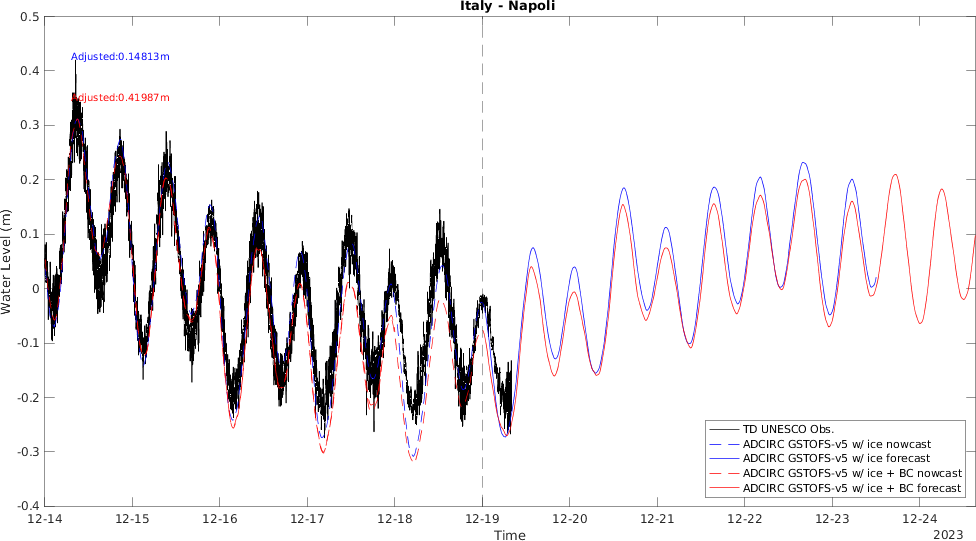 Italy - Napoli
0.5
0.4
0.3
0.2
0.1
0
-0.1
-0.2
-0.3
-0.4
Water Level (m)
Adjusted:0.14813m
Adjusted:0.41987m
TD UNESCO Obs.
ADCIRC GSTOFS-v5 w/ ice nowcast
ADCIRC GSTOFS-v5 w/ ice forecast
ADCIRC GSTOFS-v5 w/ ice + BC nowcast
ADCIRC GSTOFS-v5 w/ ice + BC forecast
12-14 12-15 12-16 12-17 12-18 12-19 12-20 12-21 12-22 12-23 12-24
Time
2023